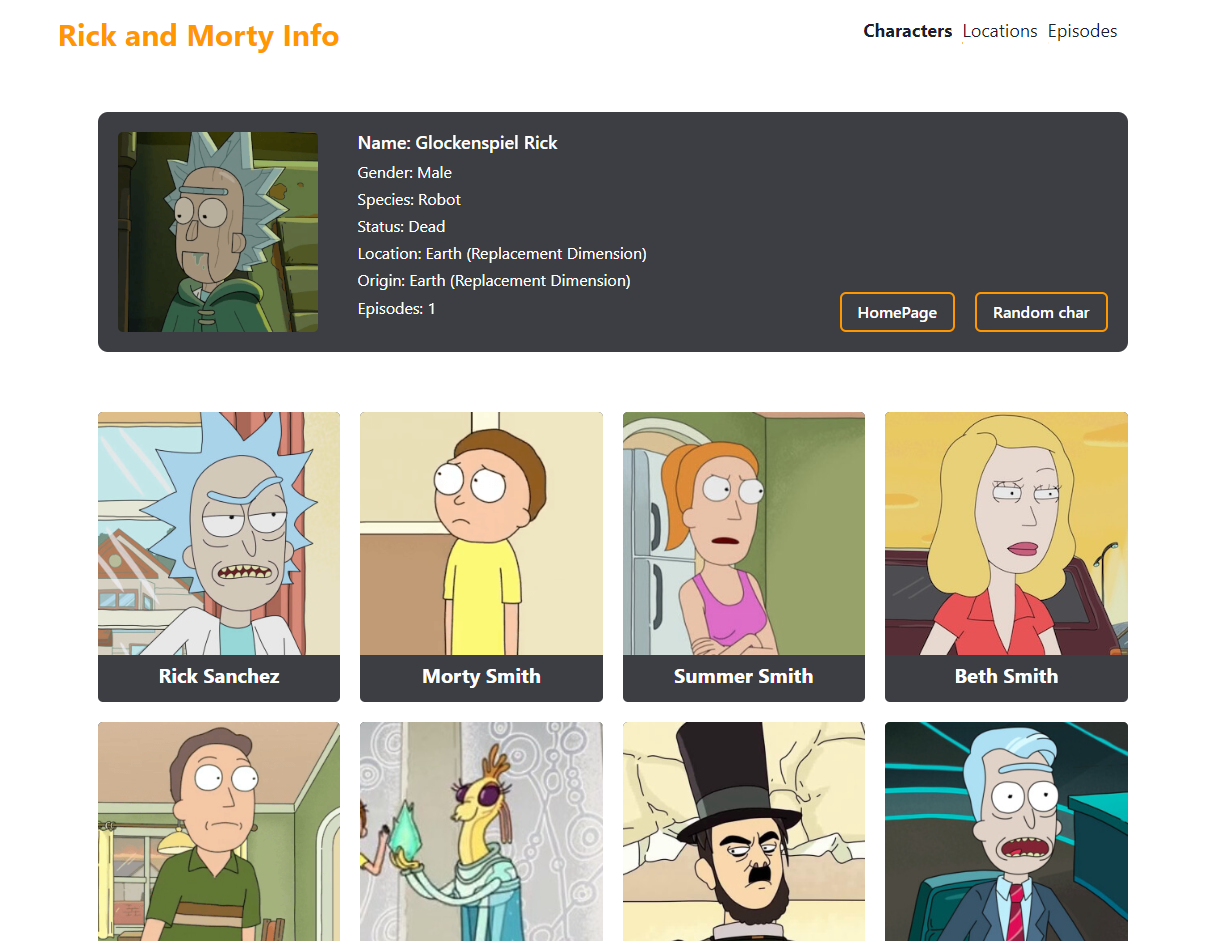 Rick and Morty Info
Characters Locations Episodes
Name: Glockenspiel Rick
Gender: Male
Species: Robot
Status: Dead
Location: Earth (Replacement Dimension)
Origin: Earth (Replacement Dimension)
Episodes: 1
HomePage Random char
Rick Sanchez Morty Smith Summer Smith Beth Smith